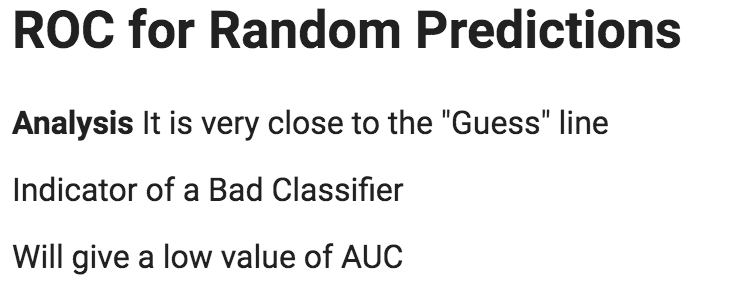 ROC for Random Predictions
Analysis It is very close to the "Guess" line
Indicator of a Bad Classifier
Will give a low value of AUC